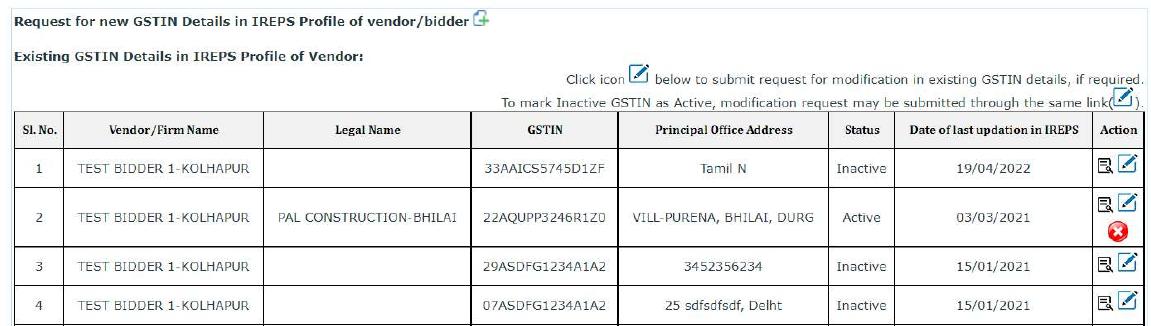 Request for new GSTIN Details in IREPS Profile of vendor/bidder
Existing GSTIN Details in IREPS Profile of Vendor:
Click icon below to submit request for modification in existing GSTIN details, if required.
To mark Inactive GSTIN as Active, modification request may be submitted through the same link( ).
Sl. No. Vendor/Firm Name Legal Name GSTIN Principal Office Address Status Date of last updation in IREPS Action
1 TEST BIDDER 1-KOLHAPUR 33AAICS5745D1ZF Tamil N Inactive 19/04/2022
2 TEST BIDDER 1-KOLHAPUR PAL CONSTRUCTION-BHILAI 22AQUPP3246R1Z0 VILL-PURENA, BHILAI, DURG Active 03/03/2021
3 TEST BIDDER 1-KOLHAPUR 29ASDFG1234A1A2 3452356234 Inactive 15/01/2021
4 TEST BIDDER 1-KOLHAPUR 07ASDFG1234A1A2 25 sdfsdfsdf, Delht Inactive 15/01/2021